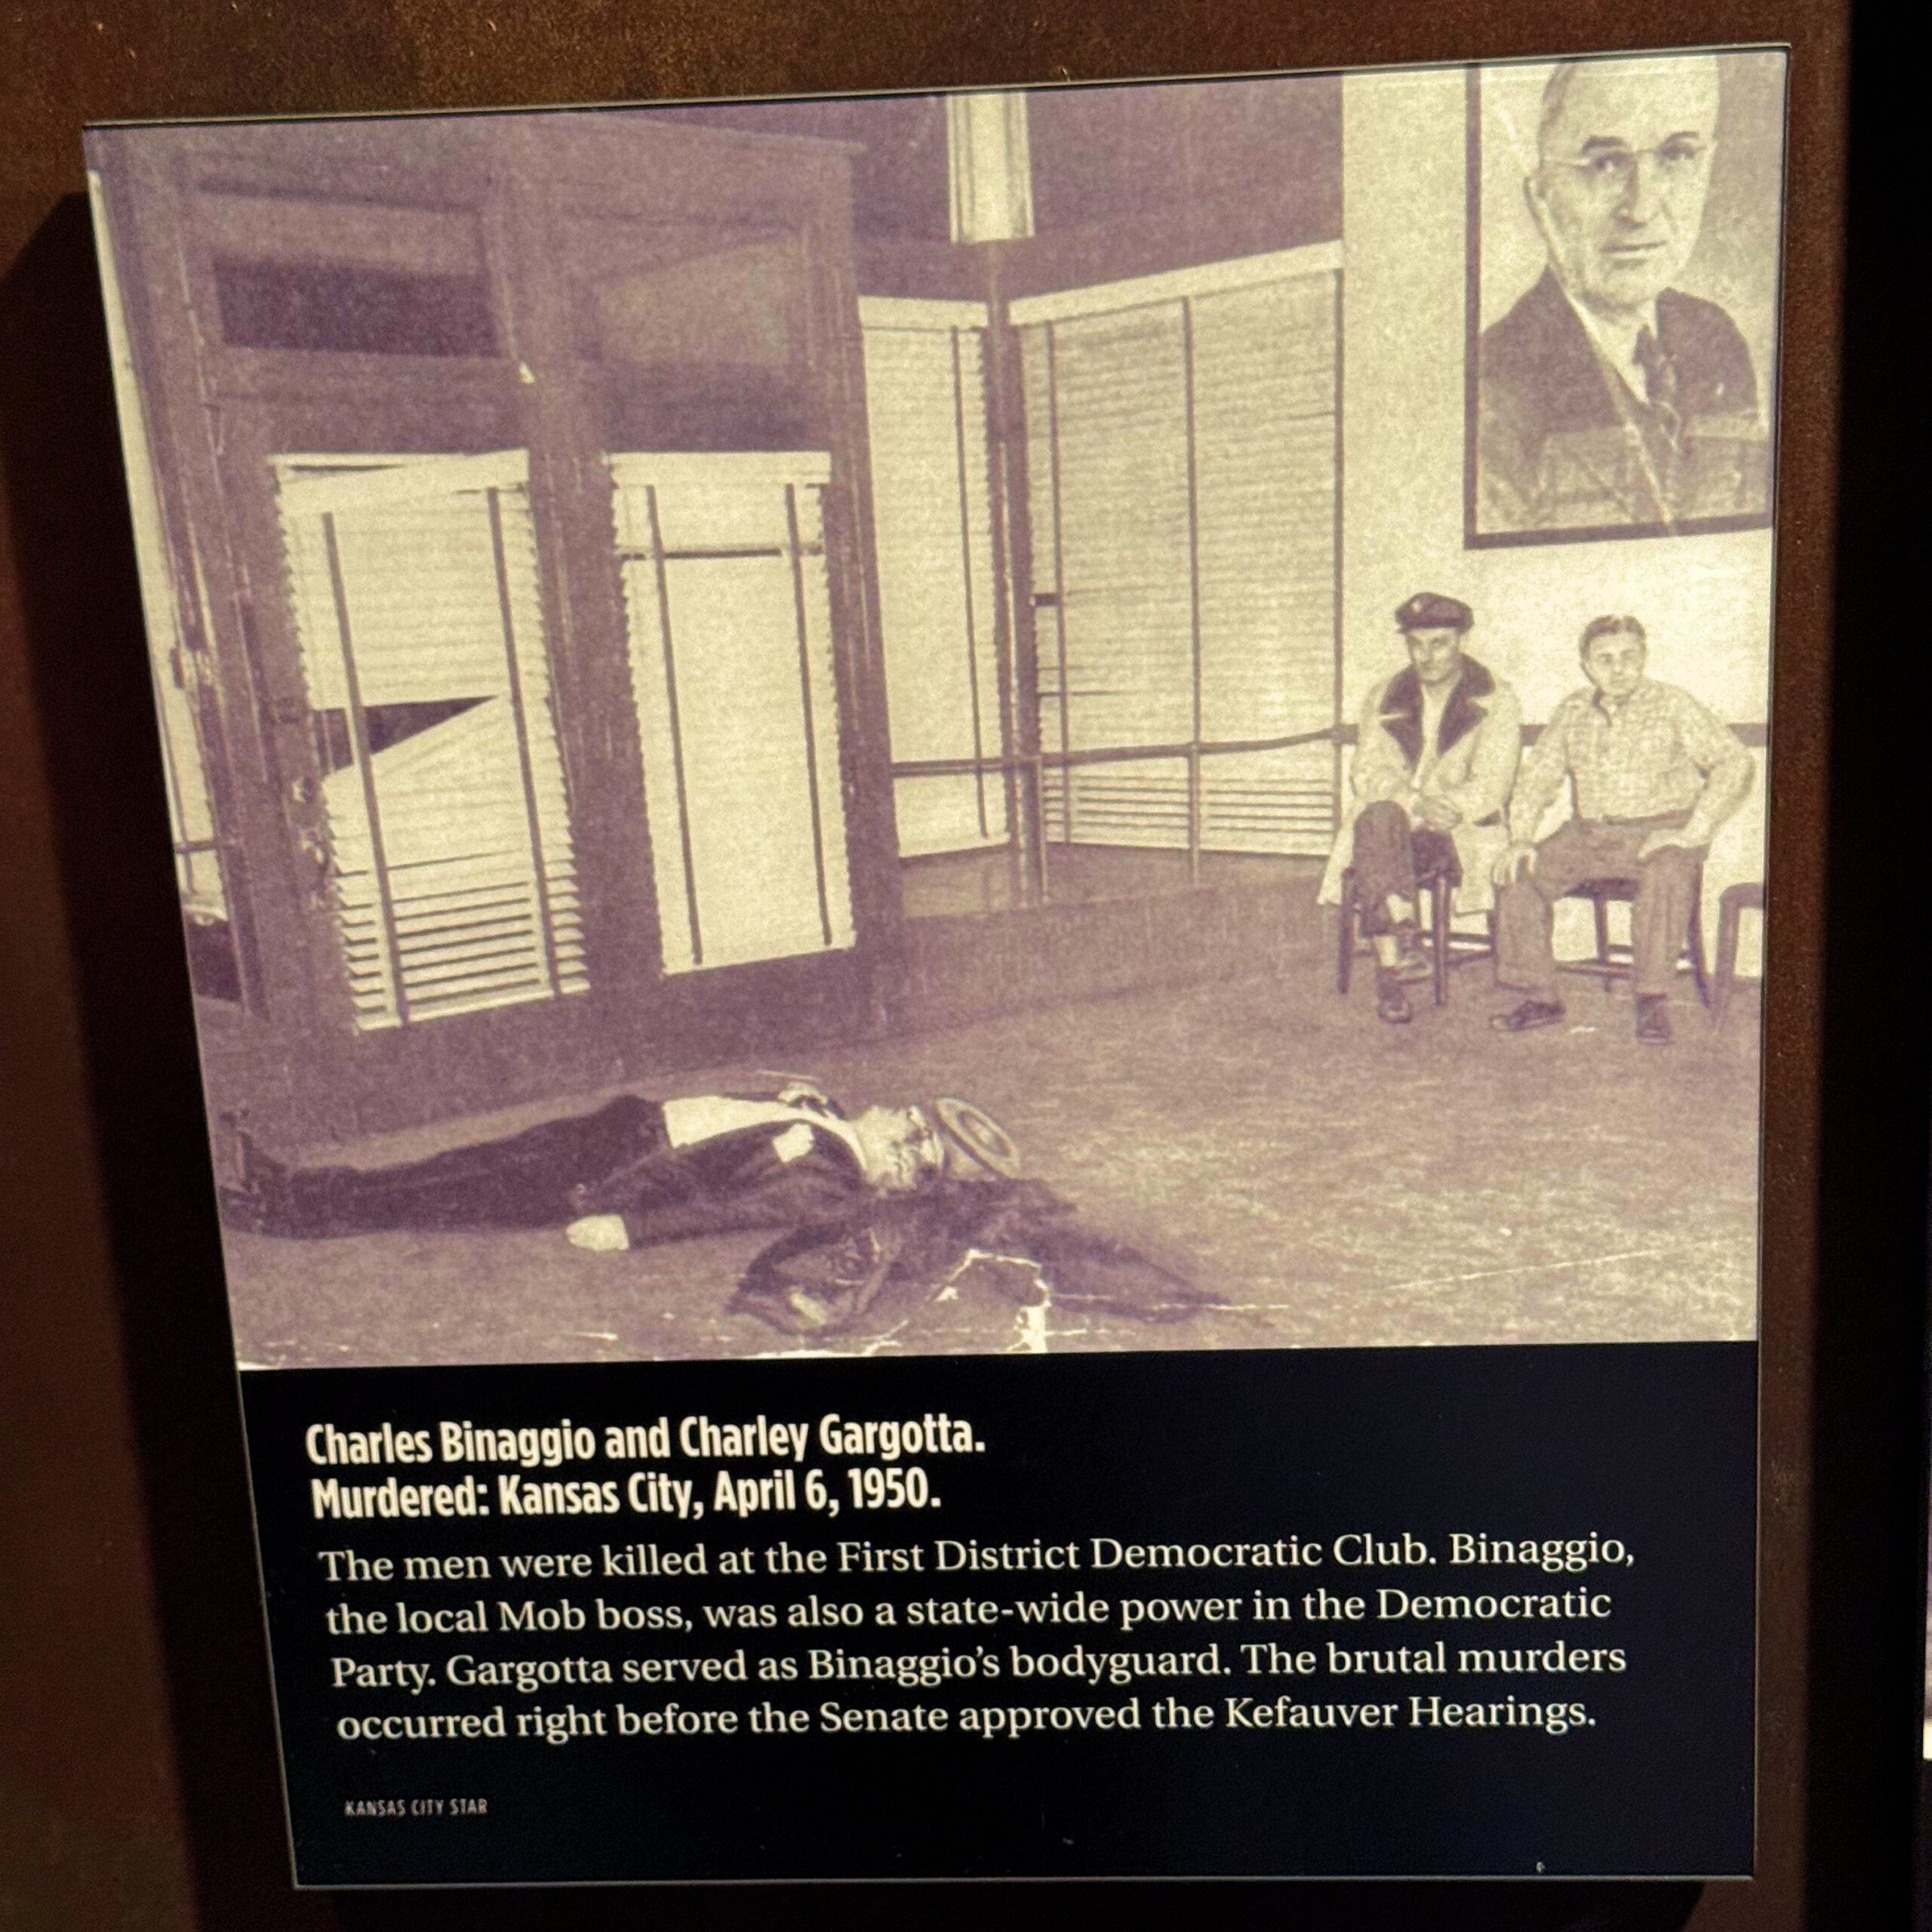 Charles Binaggio and Charley Gargotta.
Murdered: Kansas City, April 6, 1950.
The men were killed at the First District Democratic Club. Binaggio,
the local Mob boss, was also a state-wide power in the Democratic
Party. Gargotta served as Binaggio’s bodyguard. The brutal murders
occurred right before the Senate approved the Kefauver Hearings.
KANSAS CITY STAR